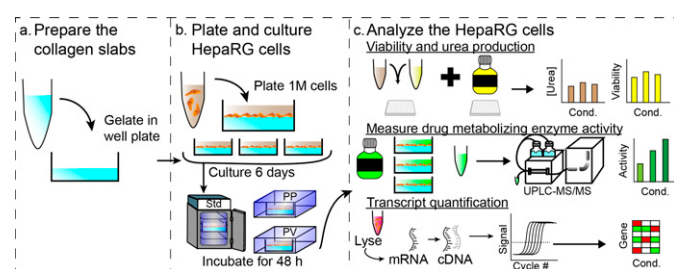 a. Prepare the
collagen slabs
Gelate in
well plate
b. Plate and culture
HepaRG cells
Plate 1M cells
Culture 6 days
Std
PP
PV
Incubate for 48 h
c. Analyze the HepaRG cells
Viability and urea production
[Urea]
Cond.
Viability
Cond.
Measure drug metabolizing enzyme activity
UPLC-MS/MS
Activity
Cond.
Transcript quantification
Lyse
mRNA
cDNA
Signal
Cycle #
Gene
Cond.